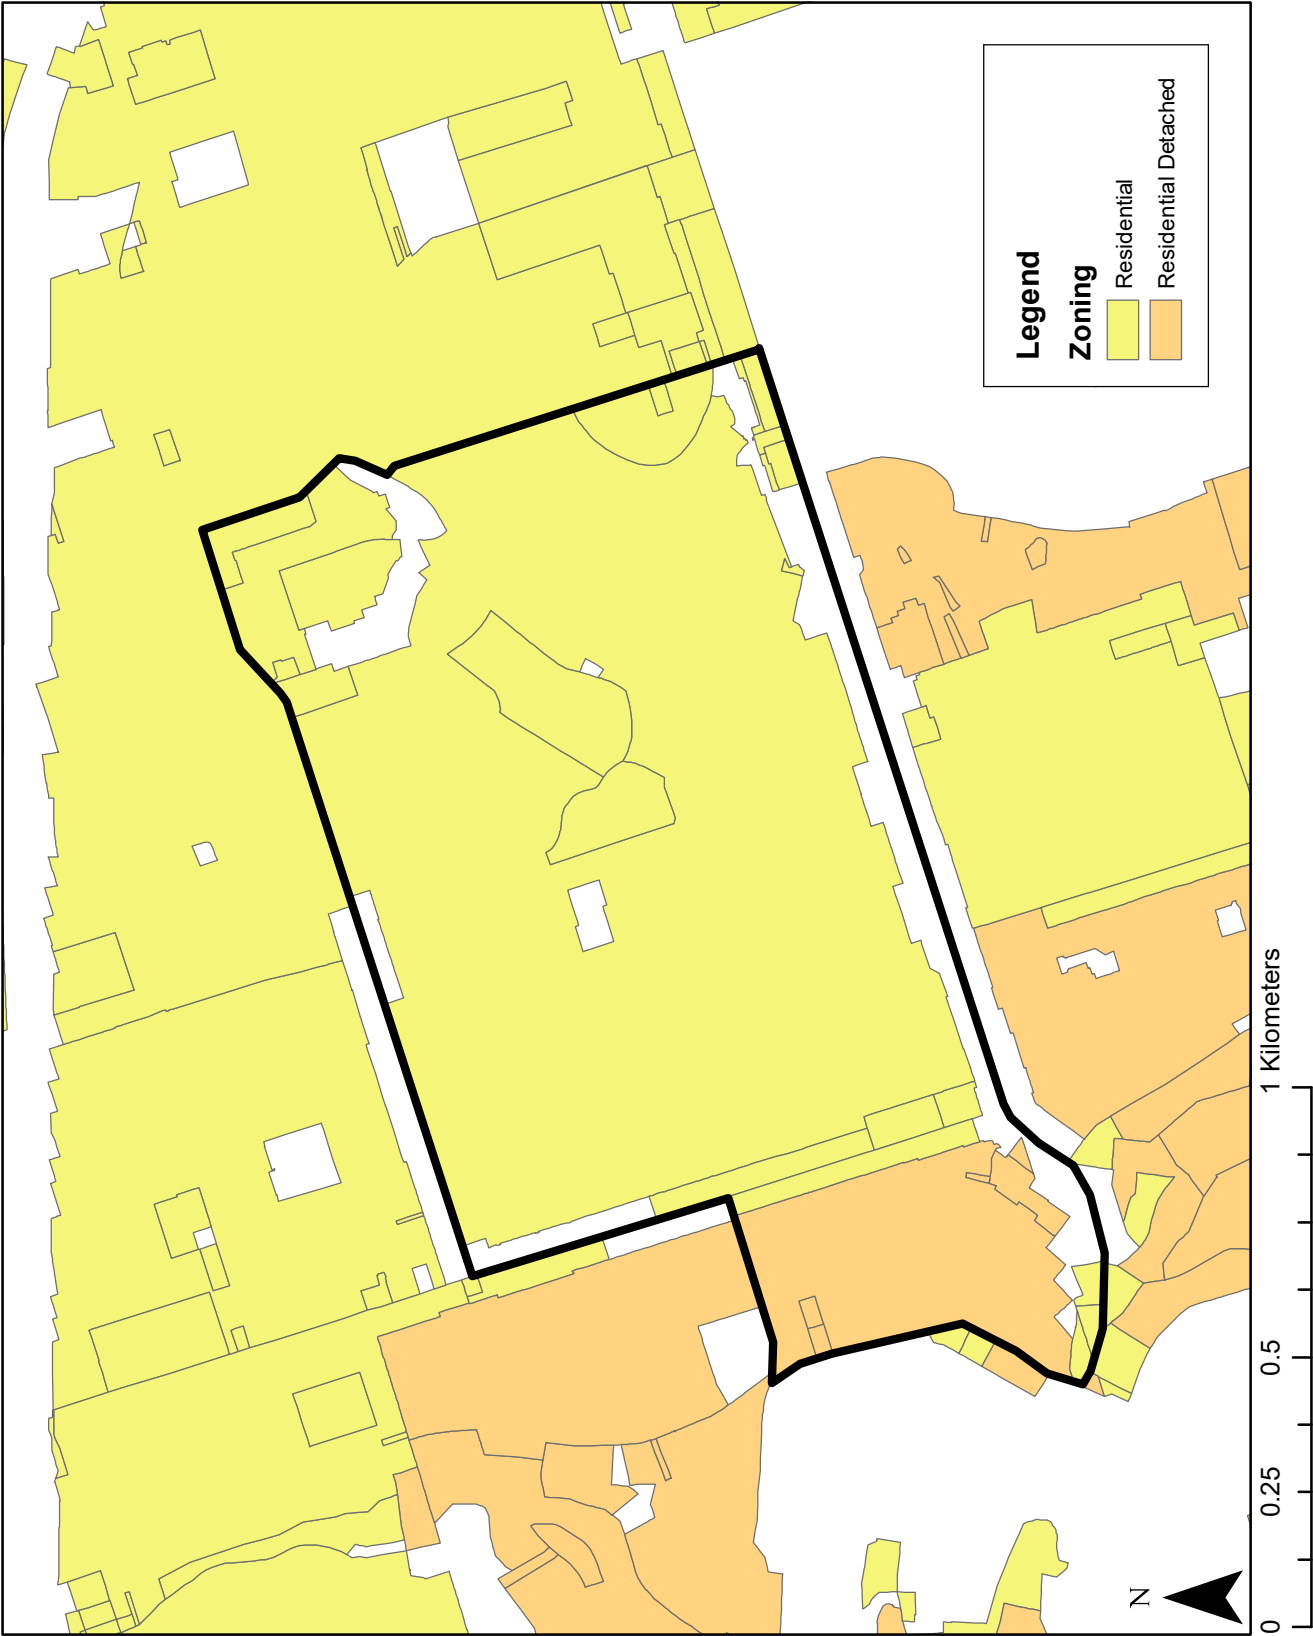 Legend
Zoning
Residential
Residential Detached
N
0 0.25 0.5 1 Kilometers